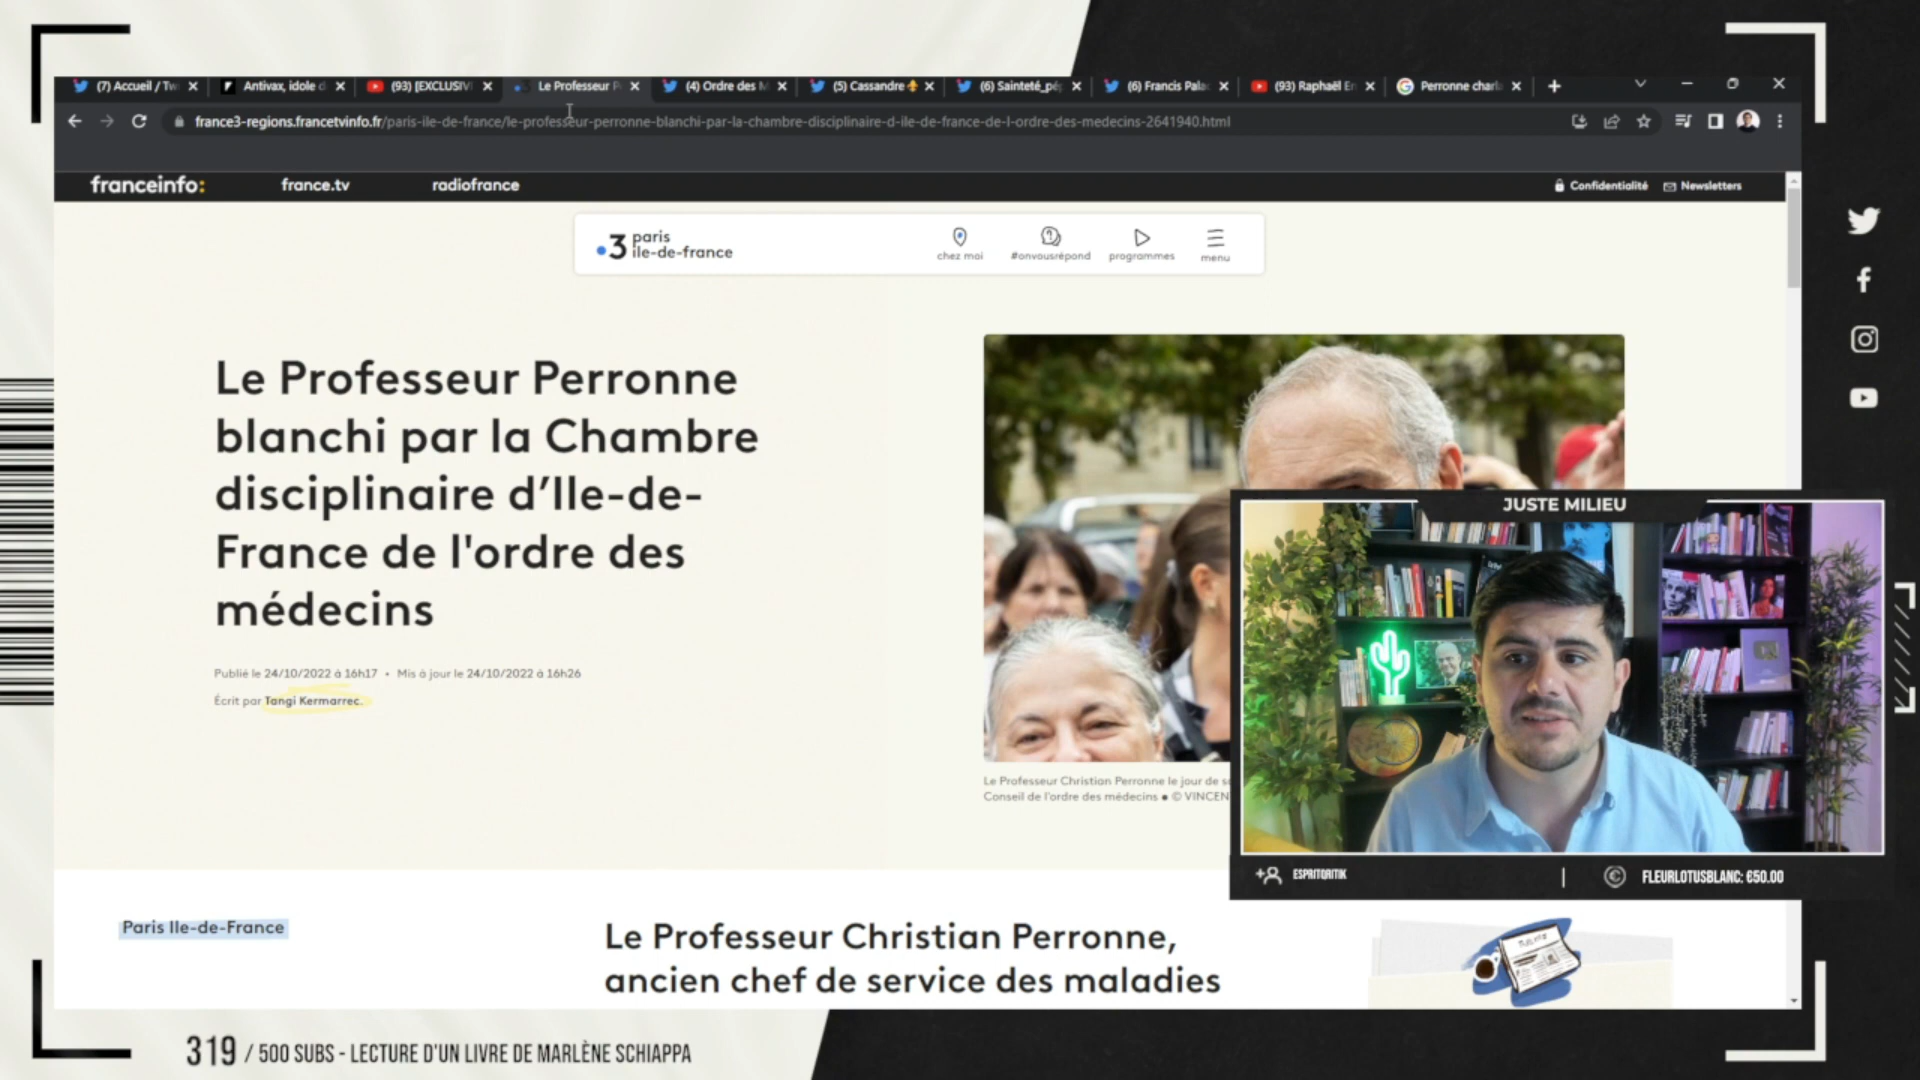 (7) Accueil / Tw
Antivax, idole d
(93) [EXCLUSIV
Le Professeur P
(4) Ordre des M
(5) Cassandre
(6) Sainteté_pé
(6) Francis Pala
(93) Raphaël En
Perronne charl
france3-regions.francetvinfo.fr/paris-ile-de-france/le-professeur-perronne-blanchi-par-la-chambre-disciplinaire-d-ile-de-france-de-l-ordre-des-medecins-2641940.html
franceinfo:
france.tv
radiofrance
Confidentialité
Newsletters
3 paris
ile-de-france
chez moi
#onvousrépond
programmes
menu
Le Professeur Perronne
blanchi par la Chambre
disciplinaire d’Ile-de-
France de l'ordre des
médecins
Publié le 24/10/2022 à 16h17 • Mis à jour le 24/10/2022 à 16h26
Écrit par Tangi Kermarrec.
Le Professeur Christian Perronne le jour de s
Conseil de l'ordre des médecins • © VINCEN
JUSTE MILIEU
ESPRITQRITIK
FLEURLOTUSBLANC: €50.00
Paris Ile-de-France
Le Professeur Christian Perronne,
ancien chef de service des maladies
319 / 500 SUBS - LECTURE D'UN LIVRE DE MARLÈNE SCHIAPPA